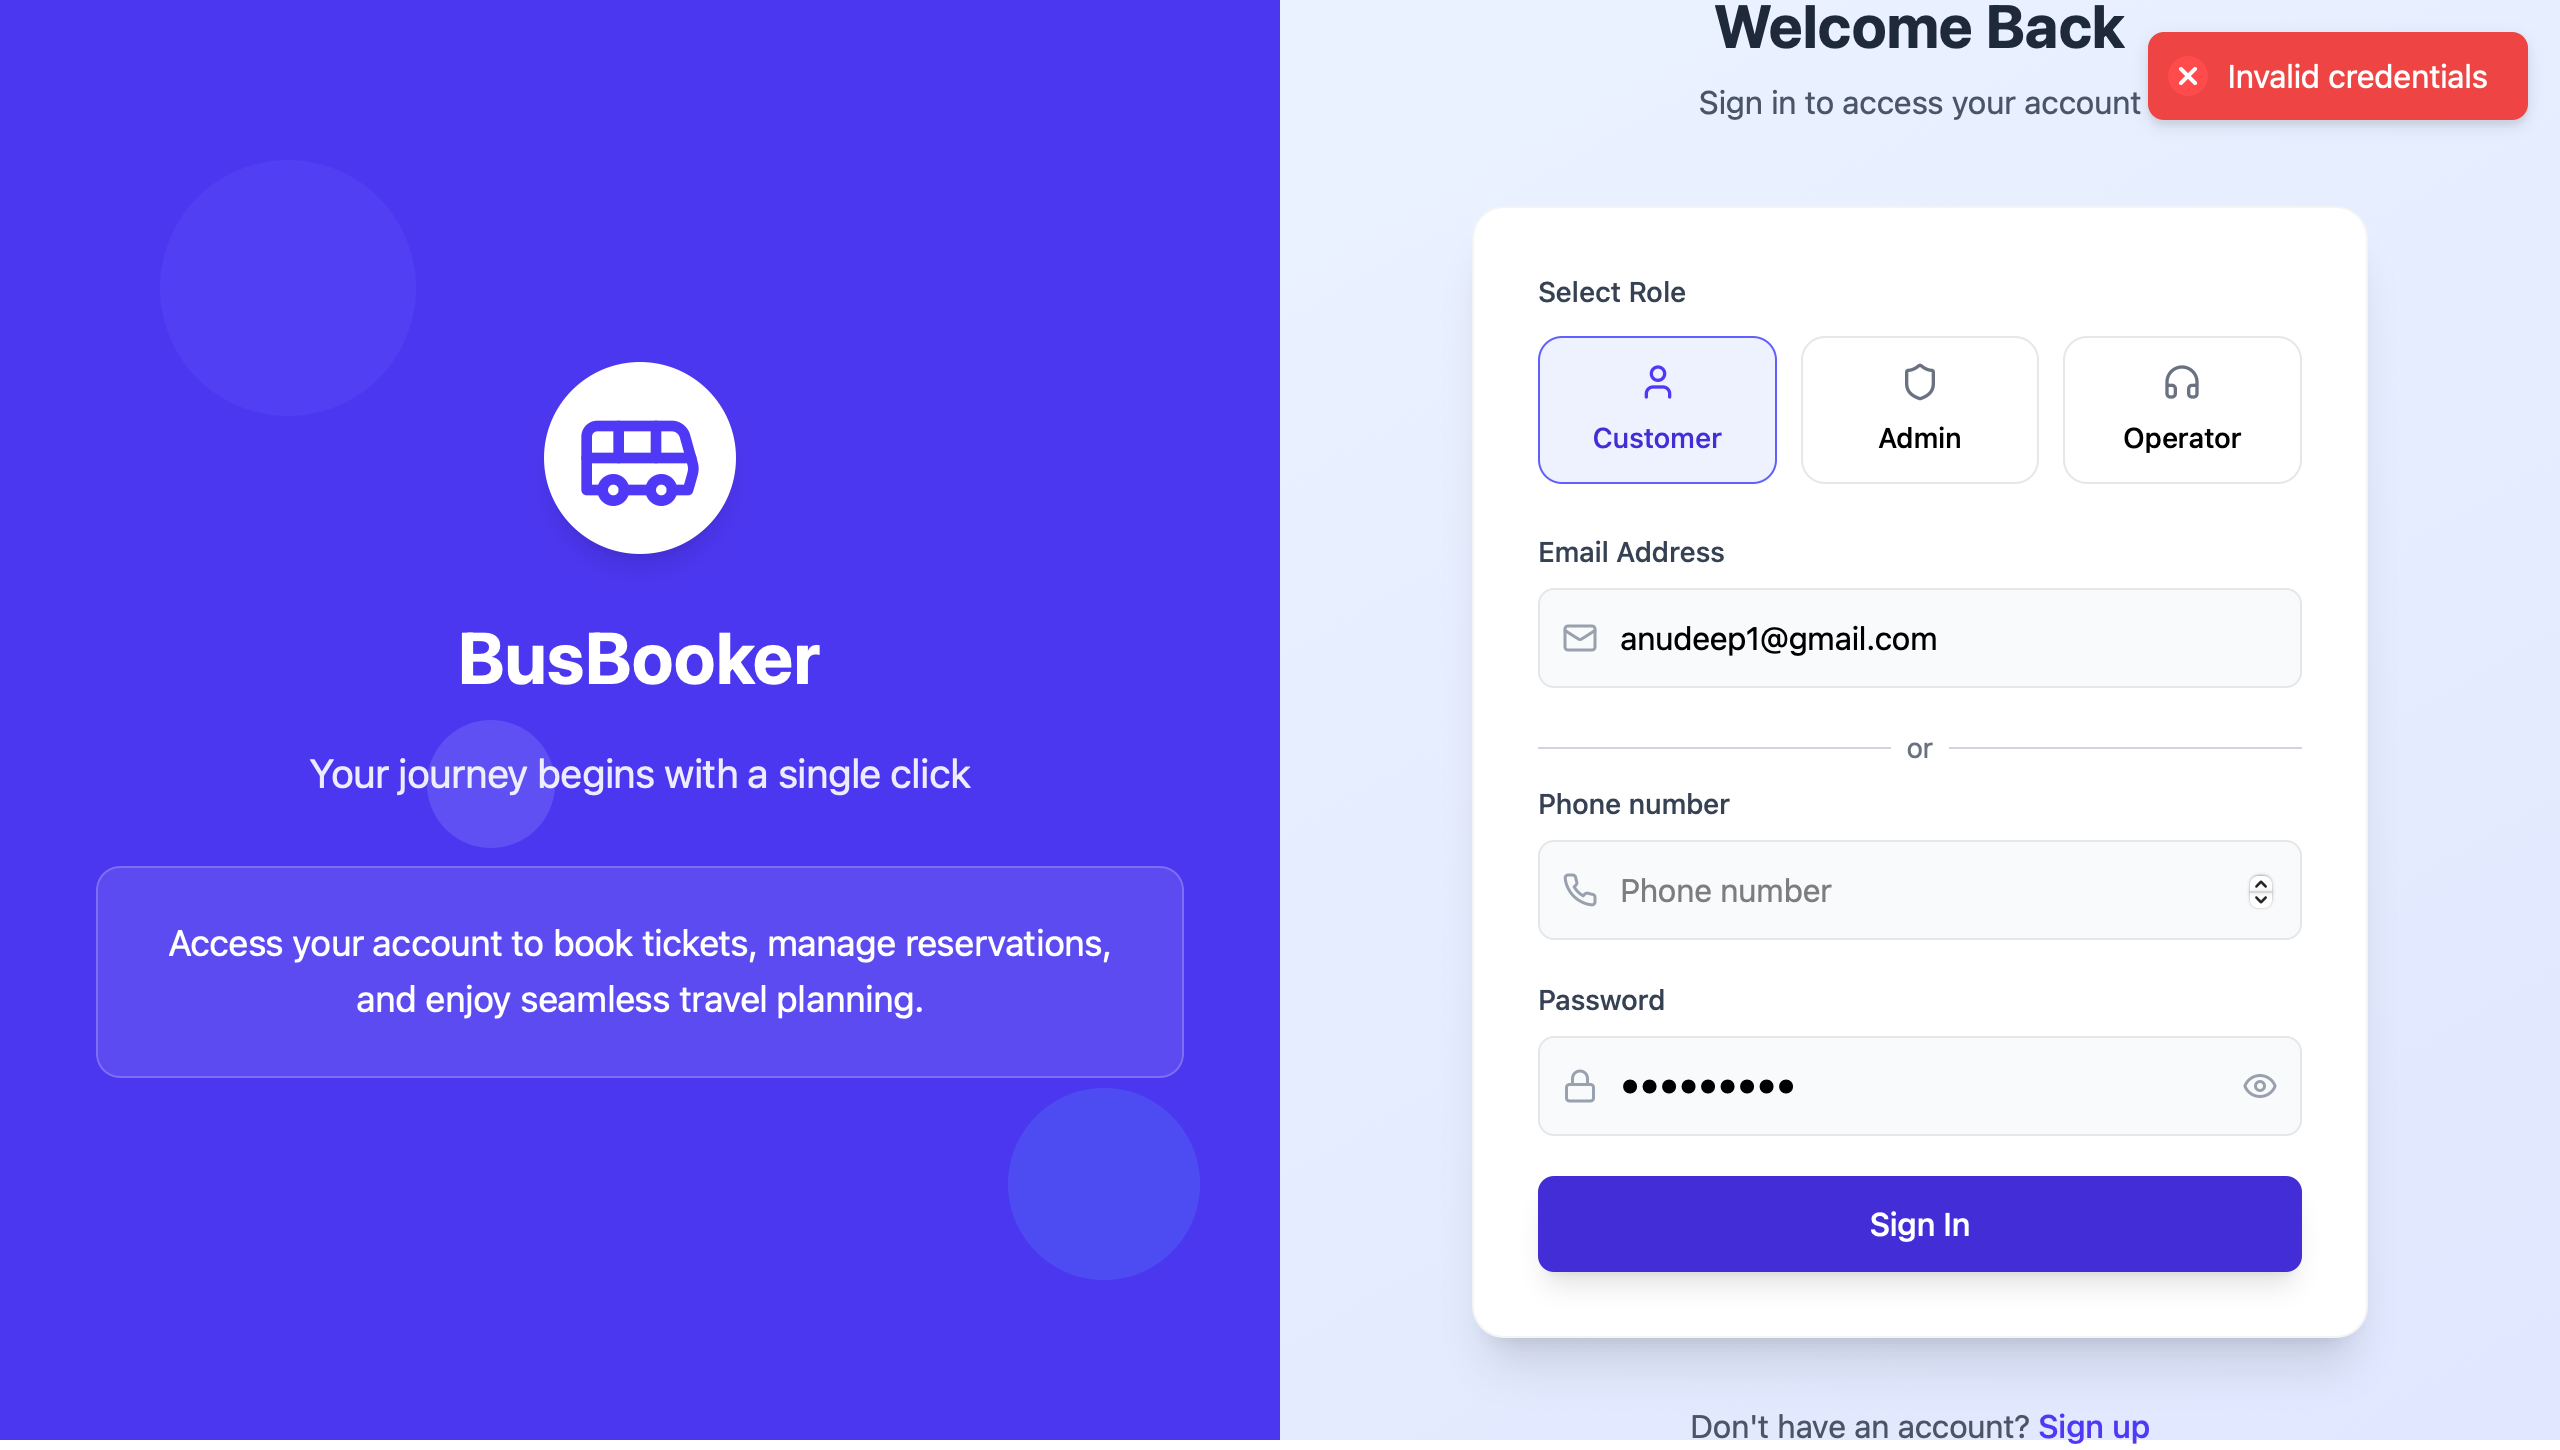 BusBooker
Your journey begins with a single click
Access your account to book tickets, manage reservations,
and enjoy seamless travel planning.
Welcome Back
Sign in to access your account
Invalid credentials
Select Role
Customer
Admin
Operator
Email Address
anudeep1@gmail.com
or
Phone number
Phone number
Password
•••••••••
Sign In
Don't have an account? Sign up